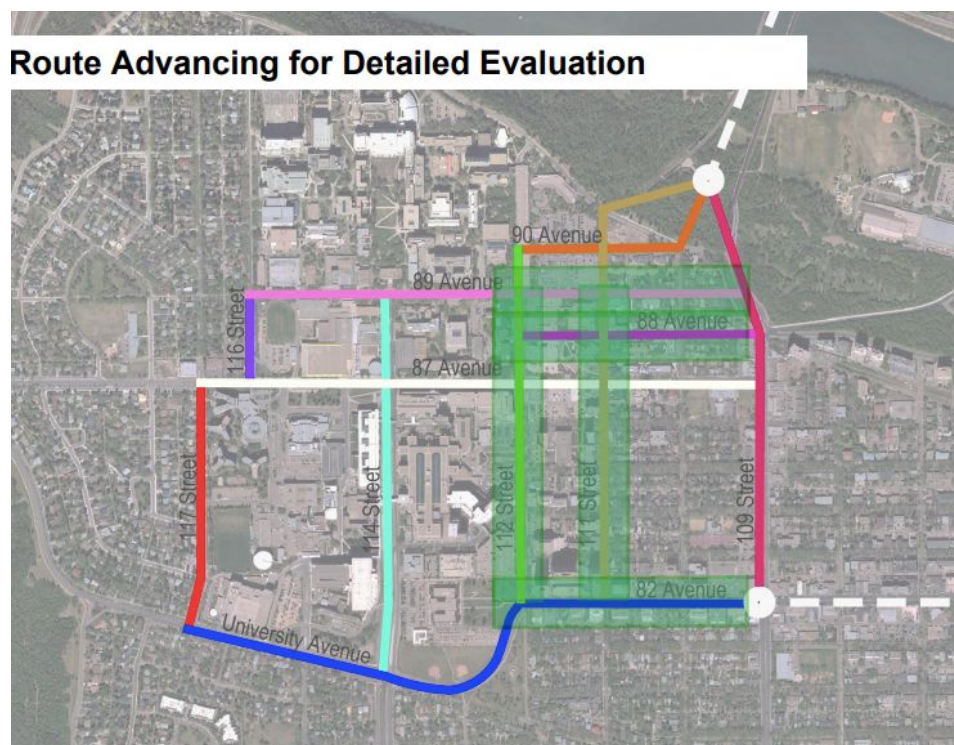 Route Advancing for Detailed Evaluation
90 Avenue
89 Avenue
88 Avenue
116 Street
87 Avenue
117 Street
114 Street
112 Street
111 Street
109 Street
82 Avenue
University Avenue